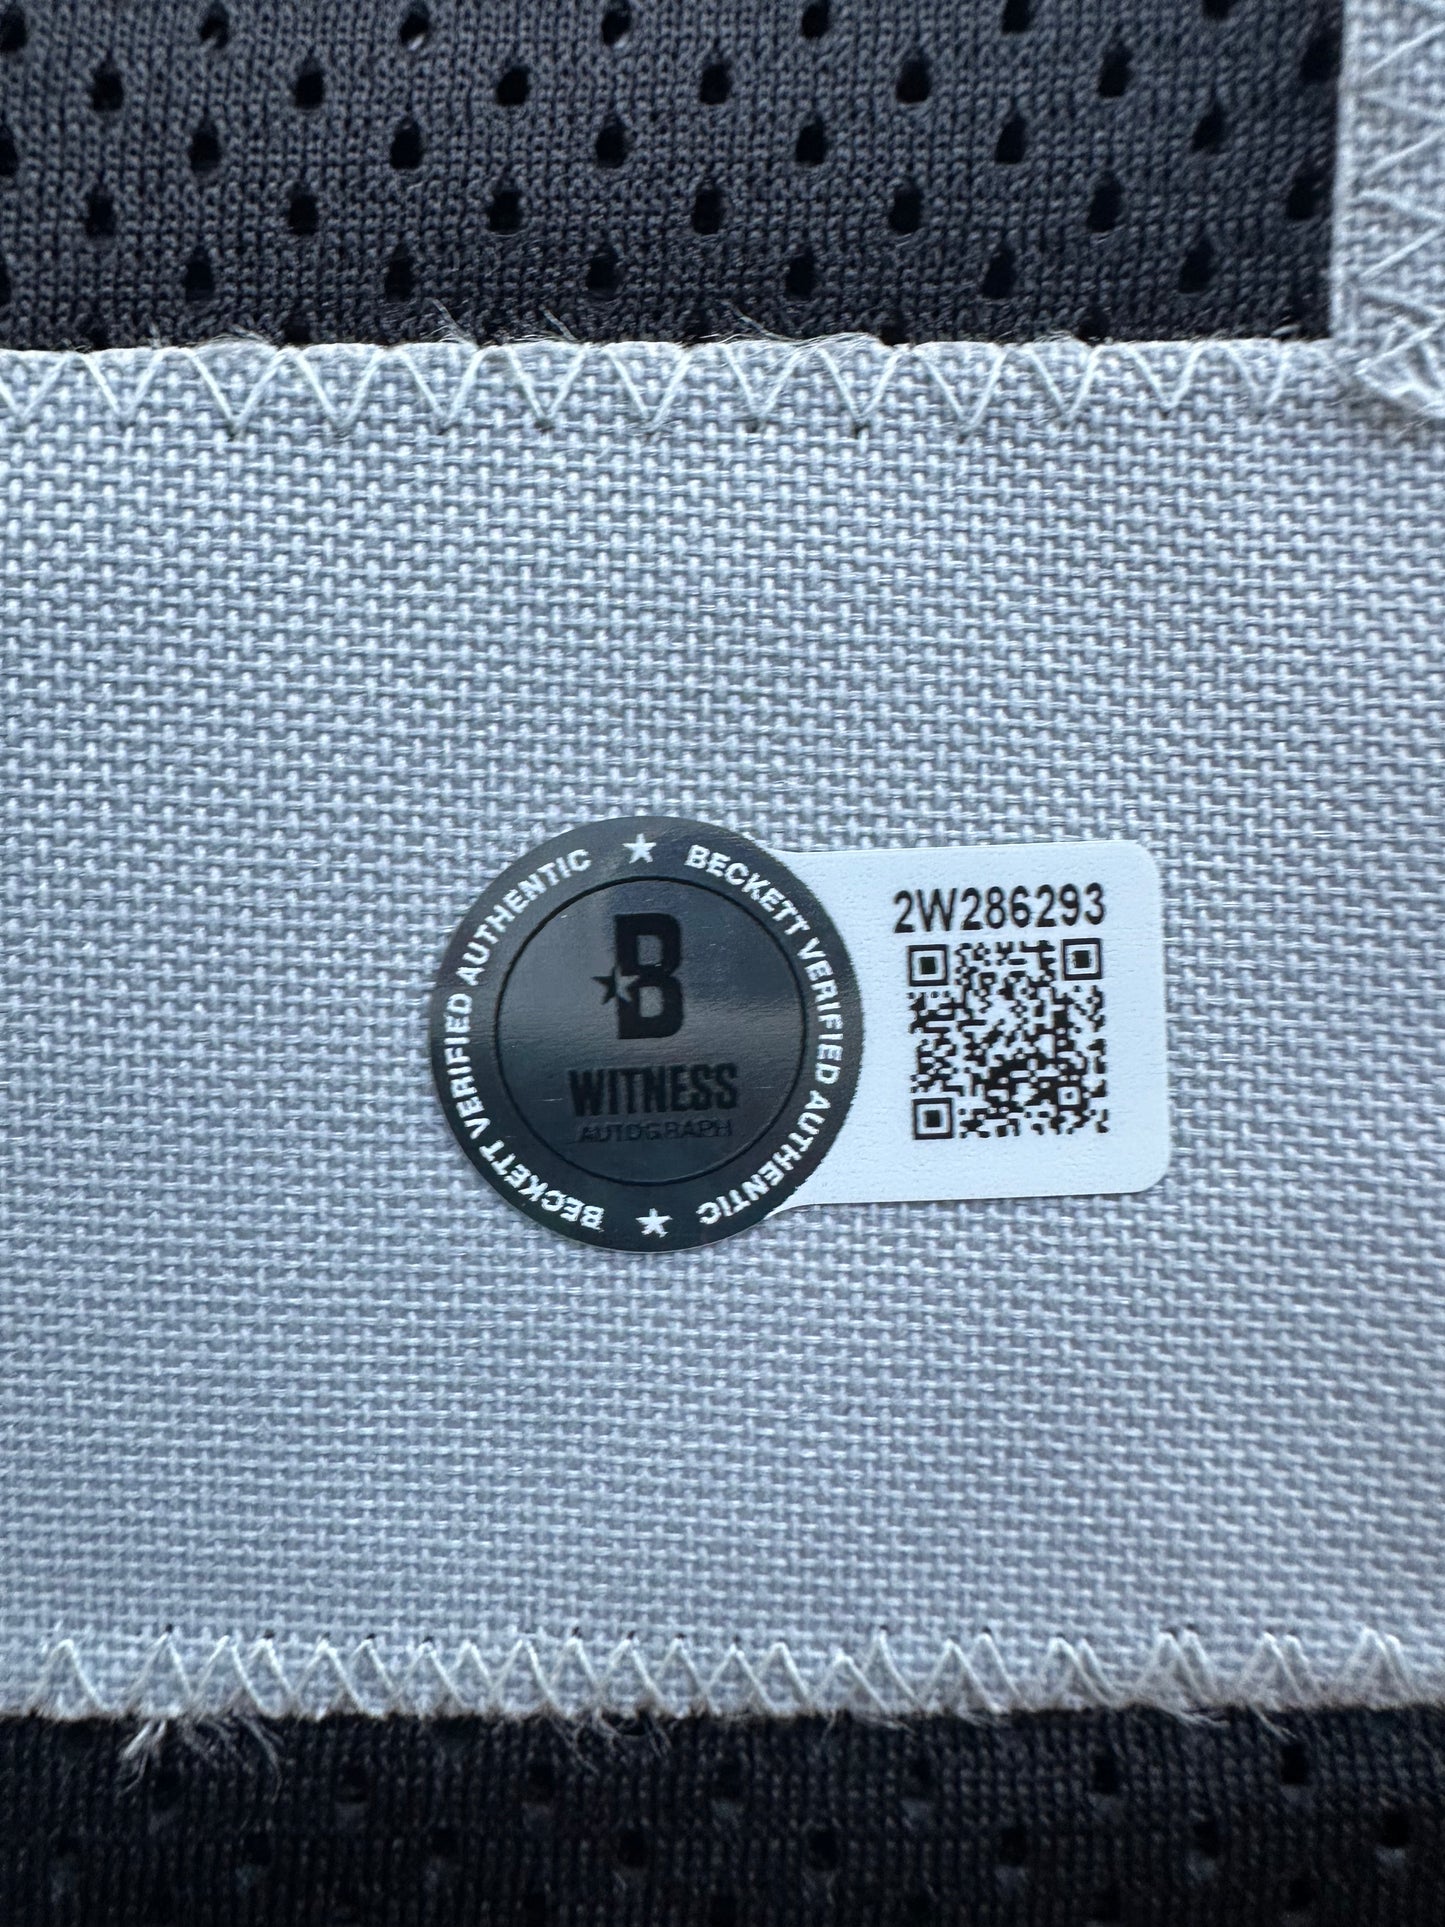 BECKETT VERIFIED AUTHENTIC ★ BECKETT VERIFIED AUTHENTIC ★
B
WITNESS
AUTOGRAPH
2W286293